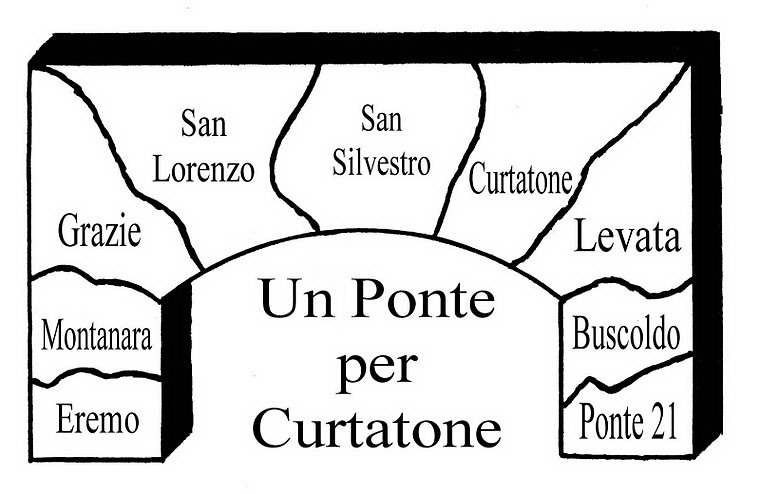 San
Lorenzo
San
Silvestro
Curtatone
Grazie
Levata
Montanara
Buscoldo
Eremo
Ponte 21
Un Ponte
per
Curtatone